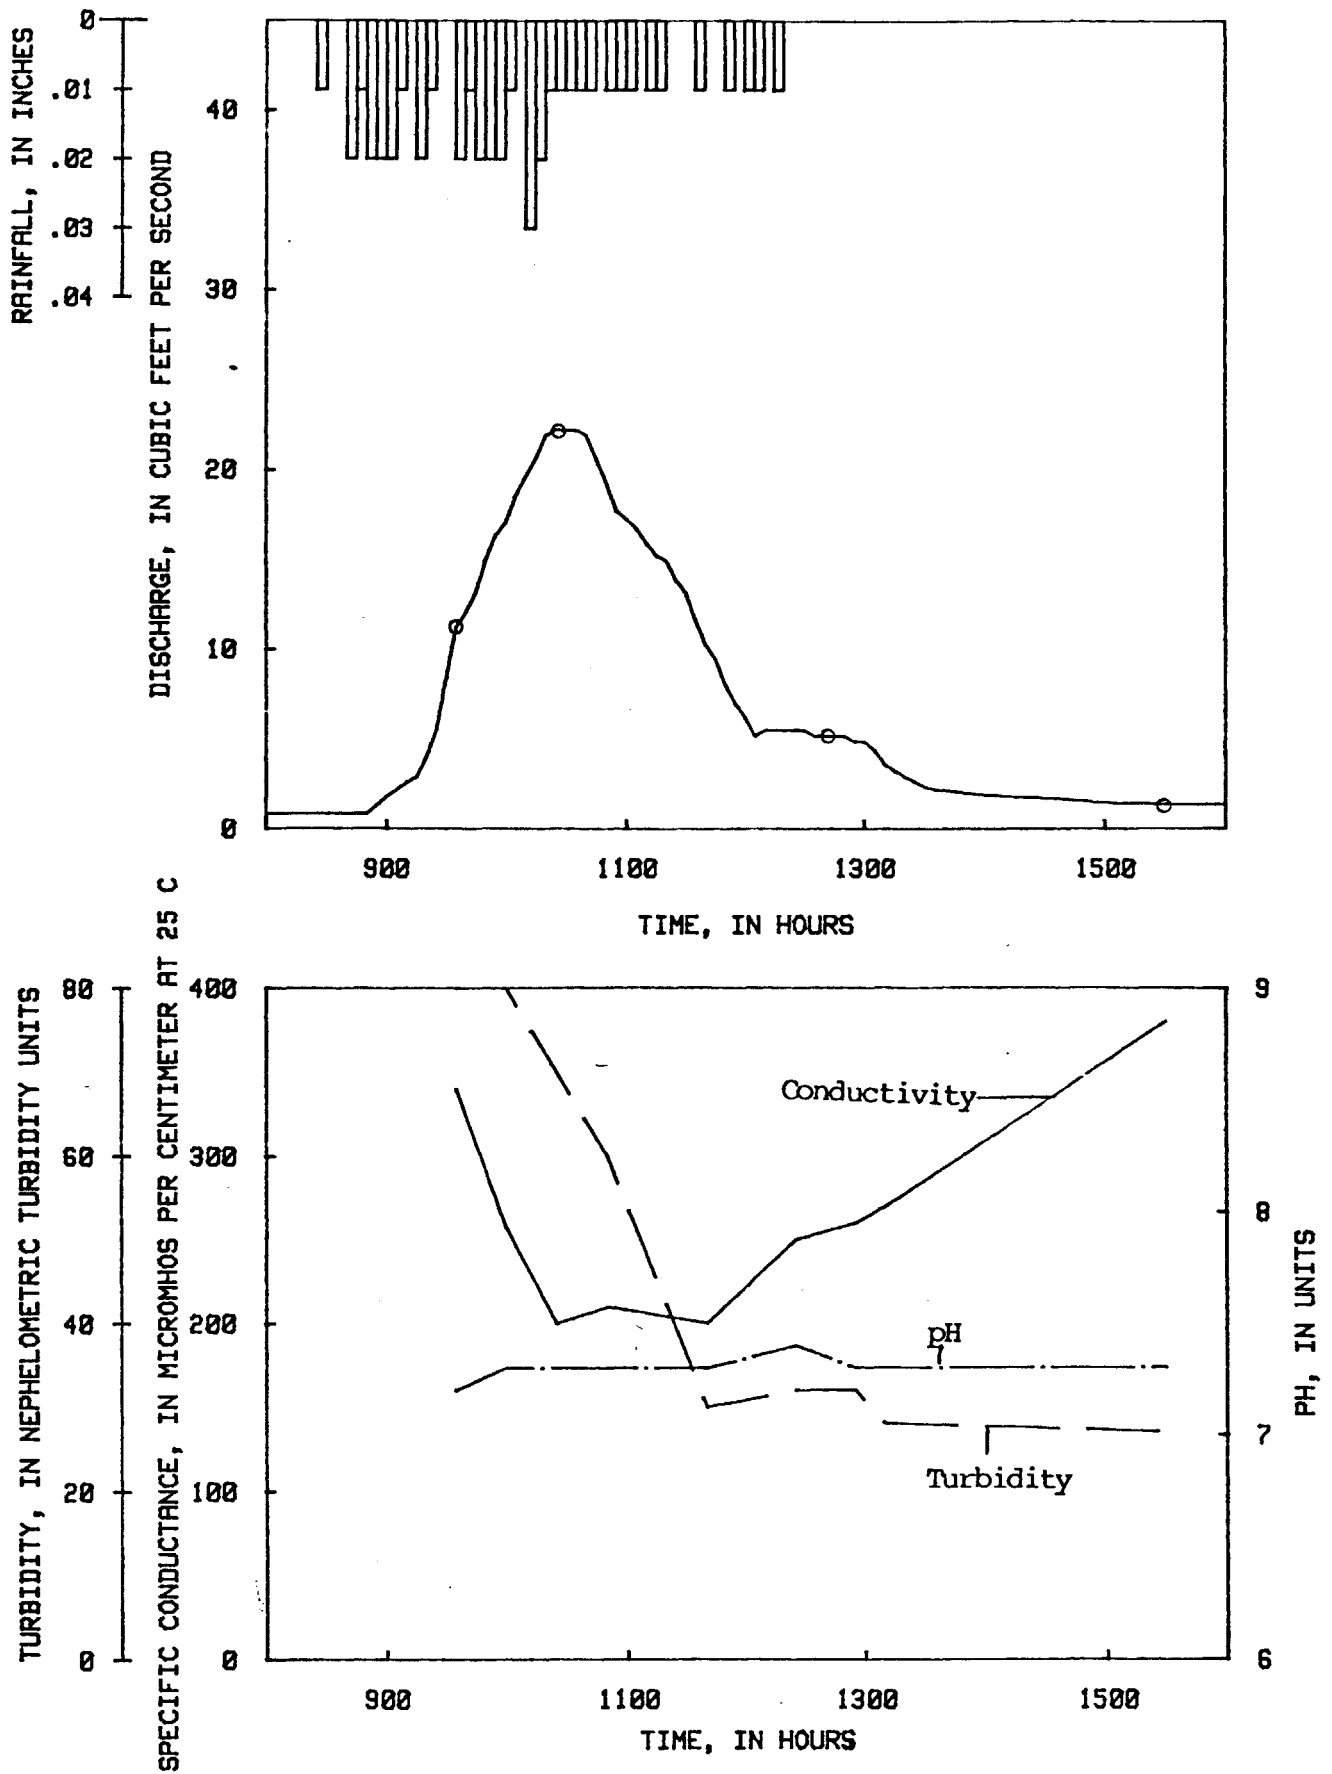 RAINFALL, IN INCHES
0
.01
.02
.03
.04
DISCHARGE, IN CUBIC FEET PER SECOND
40
30
20
10
0
900 1100 1300 1500
TIME, IN HOURS
TURBIDITY, IN NEPHELOMETRIC TURBIDITY UNITS
80
60
40
20
0
SPECIFIC CONDUCTANCE, IN MICROMHOS PER CENTIMETER AT 25 C
400
300
200
100
0
Conductivity
pH
Turbidity
9
8
7
6
PH, IN UNITS
900 1100 1300 1500
TIME, IN HOURS